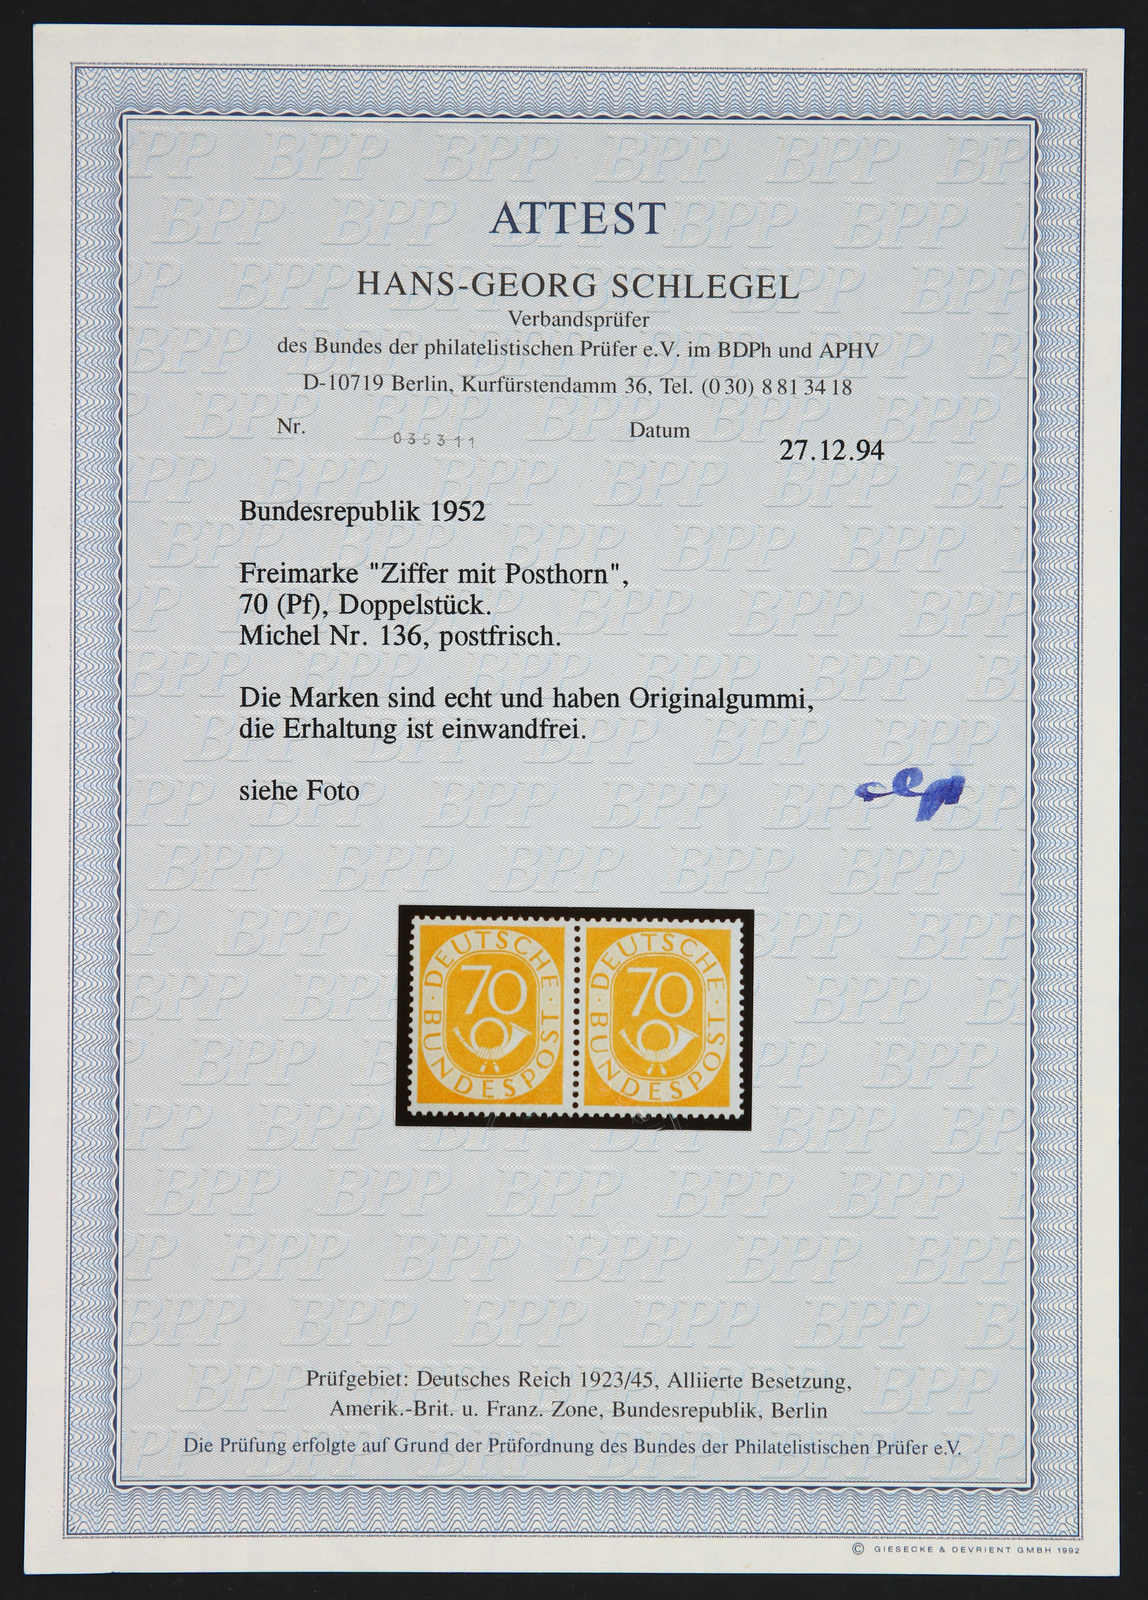 ATTEST
HANS-GEORG SCHLEGEL
Verbandsprüfer
des Bundes der philatelistischen Prüfer e.V. im BDPh und APHV
D-10719 Berlin, Kurfürstendamm 36, Tel. (0 30) 8 81 34 18
Nr. 035311 Datum 27.12.94
Bundesrepublik 1952
Freimarke "Ziffer mit Posthorn",
70 (Pf), Doppelstück.
Michel Nr. 136, postfrisch.
Die Marken sind echt und haben Originalgummi,
die Erhaltung ist einwandfrei.
siehe Foto
DEUTSCHE BUNDESPOST 70
DEUTSCHE BUNDESPOST 70
Prüfgebiet: Deutsches Reich 1923/45, Alliierte Besetzung,
Amerik.-Brit. u. Franz. Zone, Bundesrepublik, Berlin
Die Prüfung erfolgte auf Grund der Prüfordnung des Bundes der Philatelistischen Prüfer e.V.
© GIESECKE & DEVRIENT GMBH 1992